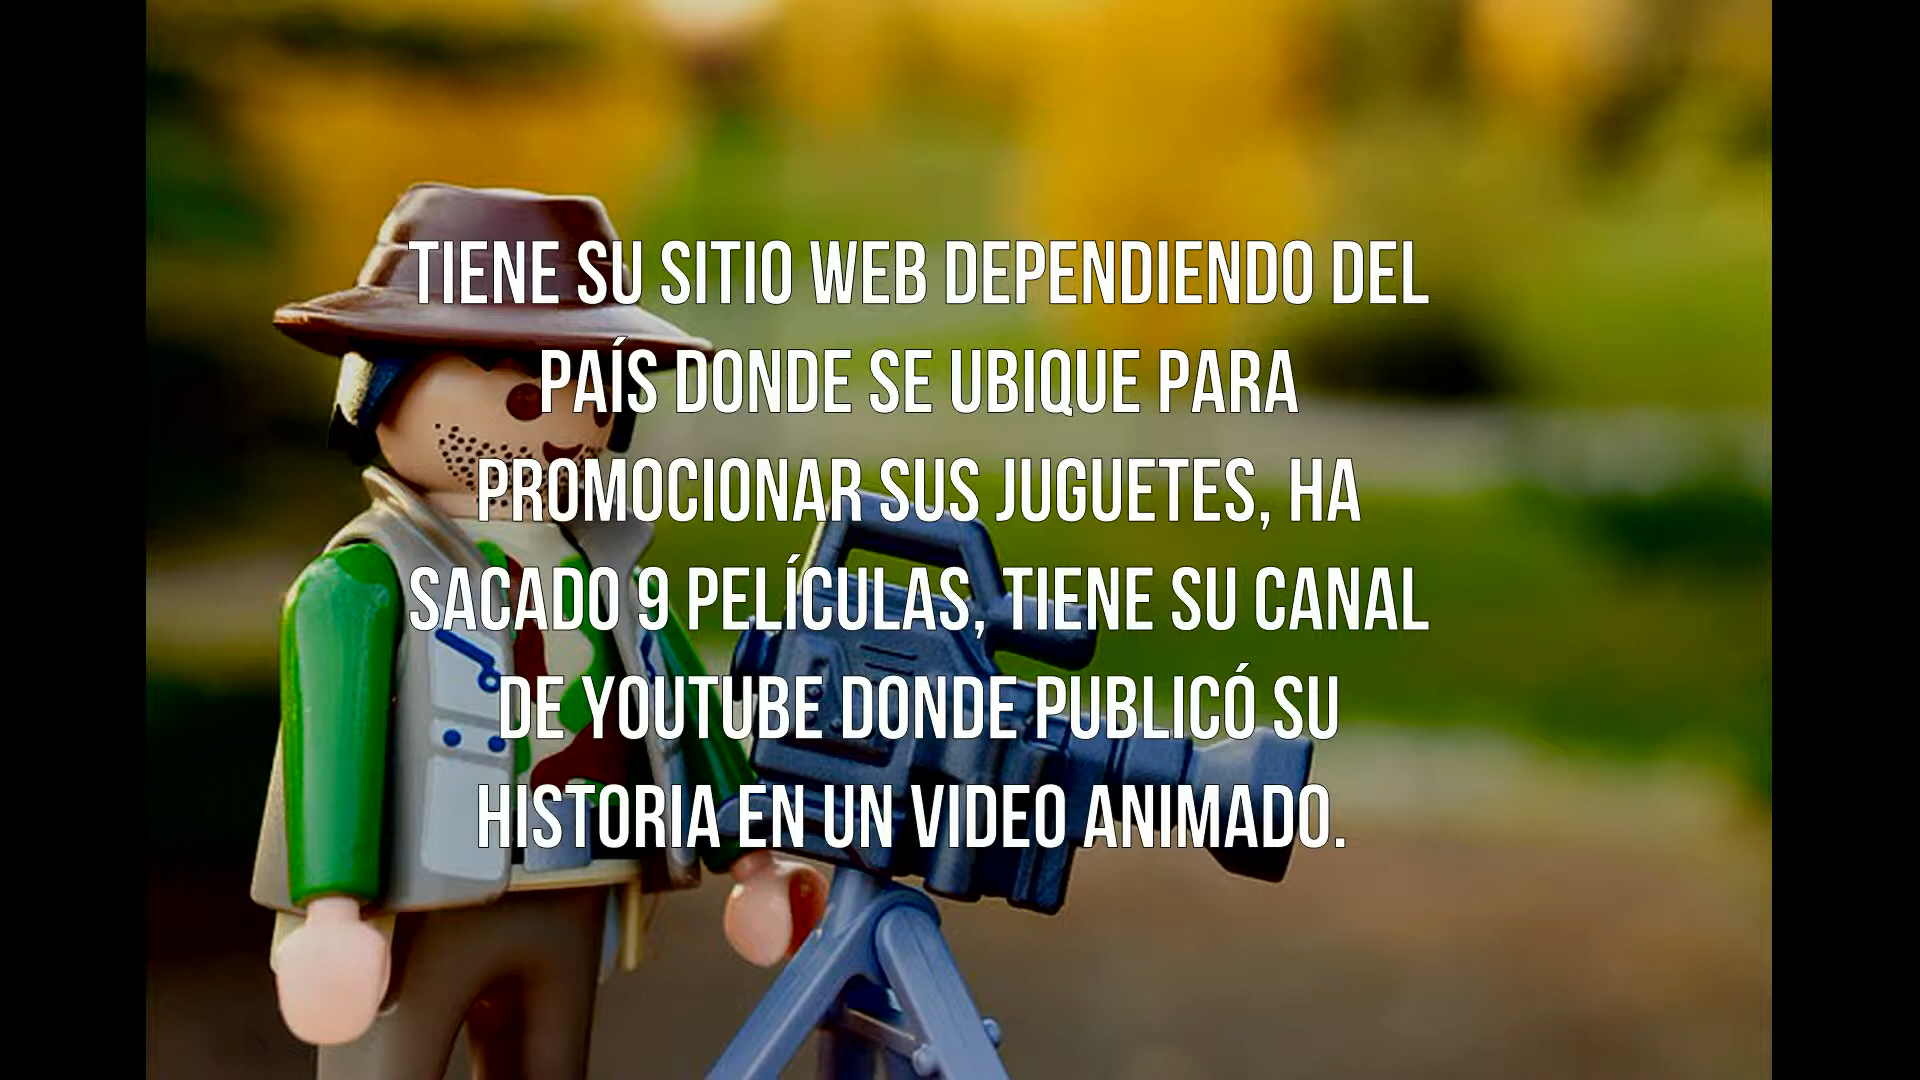 TIENE SU SITIO WEB DEPENDIENDO DEL
PAÍS DONDE SE UBIQUE PARA
PROMOCIONAR SUS JUGUETES, HA
SACADO 9 PELÍCULAS, TIENE SU CANAL
DE YOUTUBE DONDE PUBLICÓ SU
HISTORIA EN UN VIDEO ANIMADO.